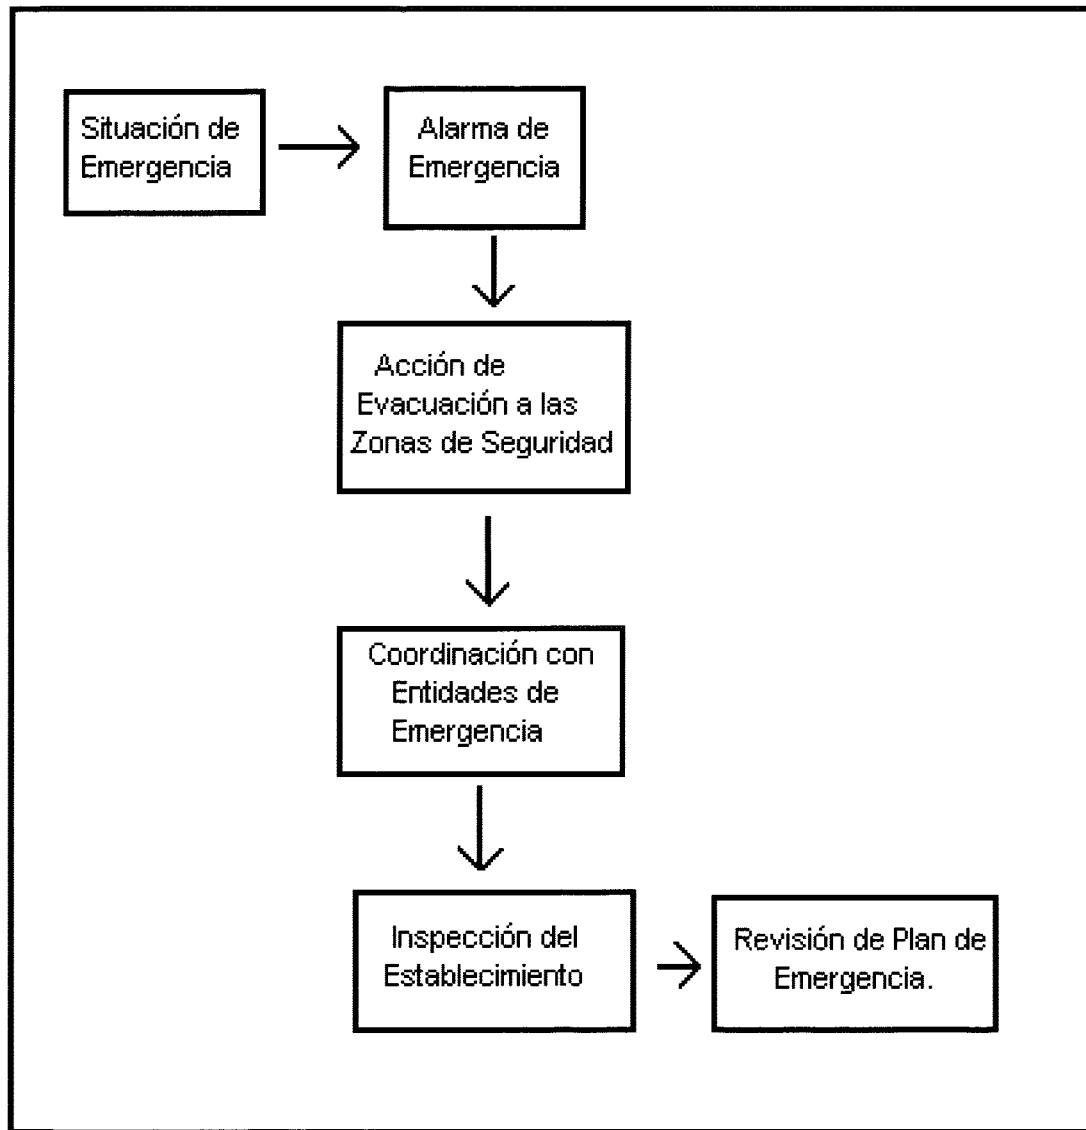 Situación de
Emergencia
Alarma de
Emergencia
Acción de
Evacuación a las
Zonas de Seguridad
Coordinación con
Entidades de
Emergencia
Inspección del
Establecimiento
Revisión de Plan de
Emergencia.